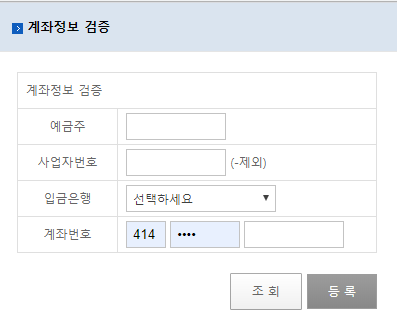 계좌정보 검증
계좌정보 검증
예금주
사업자번호 (-제외)
입금은행 선택하세요
계좌번호 414 ••••
조 회 등 록